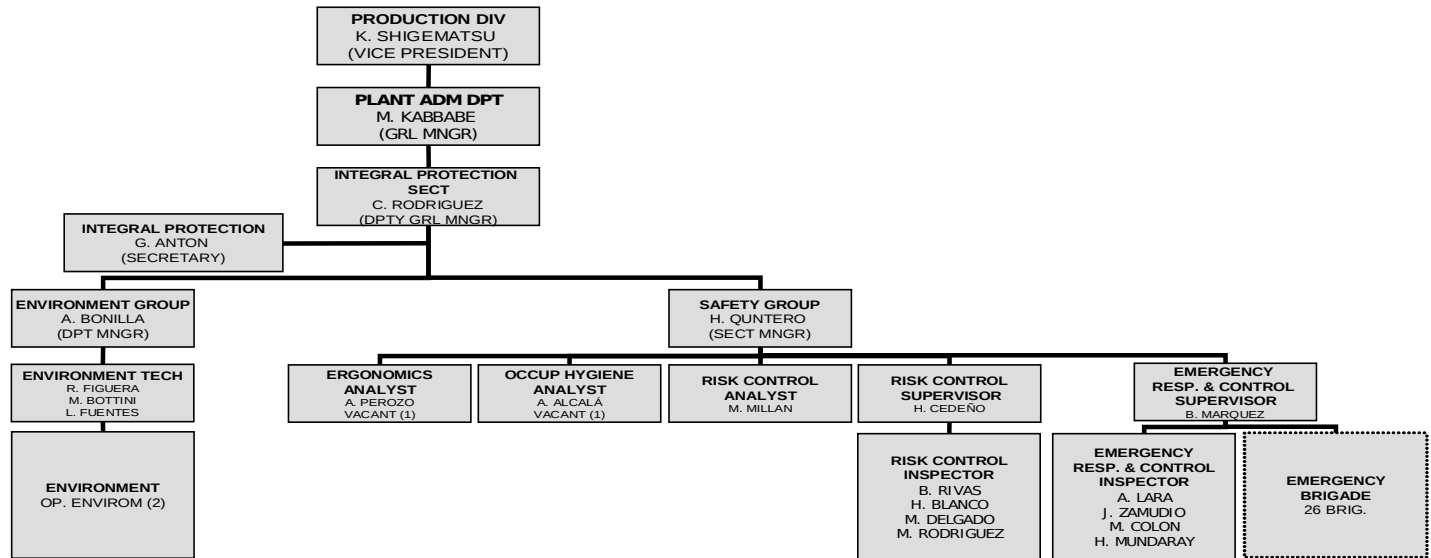 PRODUCTION DIV
K. SHIGEMATSU
(VICE PRESIDENT)
PLANT ADM DPT
M. KABBABE
(GRL MNGR)
INTEGRAL PROTECTION
SECT
C. RODRIGUEZ
(DPTY GRL MNGR)
INTEGRAL PROTECTION
G. ANTON
(SECRETARY)
ENVIRONMENT GROUP
A. BONILLA
(DPT MNGR)
SAFETY GROUP
H. QUNTERO
(SECT MNGR)
ENVIRONMENT TECH
R. FIGUERA
M. BOTTINI
L. FUENTES
ERGONOMICS
ANALYST
A. PEROZO
VACANT (1)
OCCUP HYGIENE
ANALYST
A. ALCALÁ
VACANT (1)
RISK CONTROL
ANALYST
M. MILLAN
RISK CONTROL
SUPERVISOR
H. CEDEÑO
EMERGENCY
RESP. & CONTROL
SUPERVISOR
B. MARQUEZ
ENVIRONMENT
OP. ENVIROM (2)
RISK CONTROL
INSPECTOR
B. RIVAS
H. BLANCO
M. DELGADO
M. RODRIGUEZ
EMERGENCY
RESP. & CONTROL
INSPECTOR
A. LARA
J. ZAMUDIO
M. COLON
H. MUNDARAY
EMERGENCY
BRIGADE
26 BRIG.